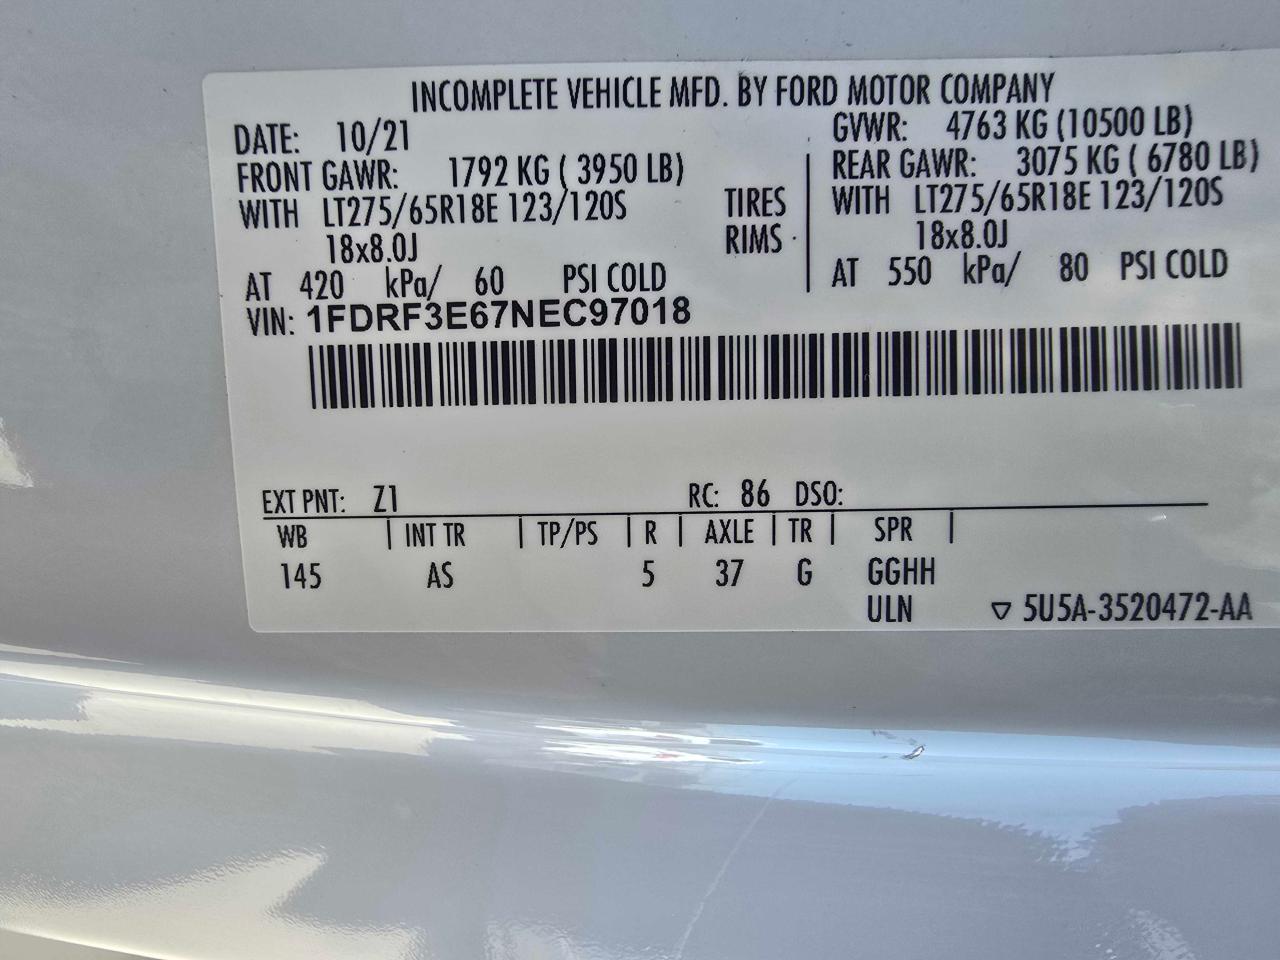 INCOMPLETE VEHICLE MFD. BY FORD MOTOR COMPANY
DATE: 10/21 GVWR: 4763 KG (10500 LB)
FRONT GAWR: 1792 KG ( 3950 LB) REAR GAWR: 3075 KG ( 6780 LB)
WITH LT275/65R18E 123/120S TIRES WITH LT275/65R18E 123/120S
18x8.0J RIMS 18x8.0J
AT 420 kPa/ 60 PSI COLD AT 550 kPa/ 80 PSI COLD
VIN: 1FDRF3E67NEC97018
EXT PNT: Z1 RC: 86 DSO:
WB | INT TR | TP/PS | R | AXLE | TR | SPR |
145 AS 5 37 G GGHH
ULN ▽ 5U5A-3520472-AA